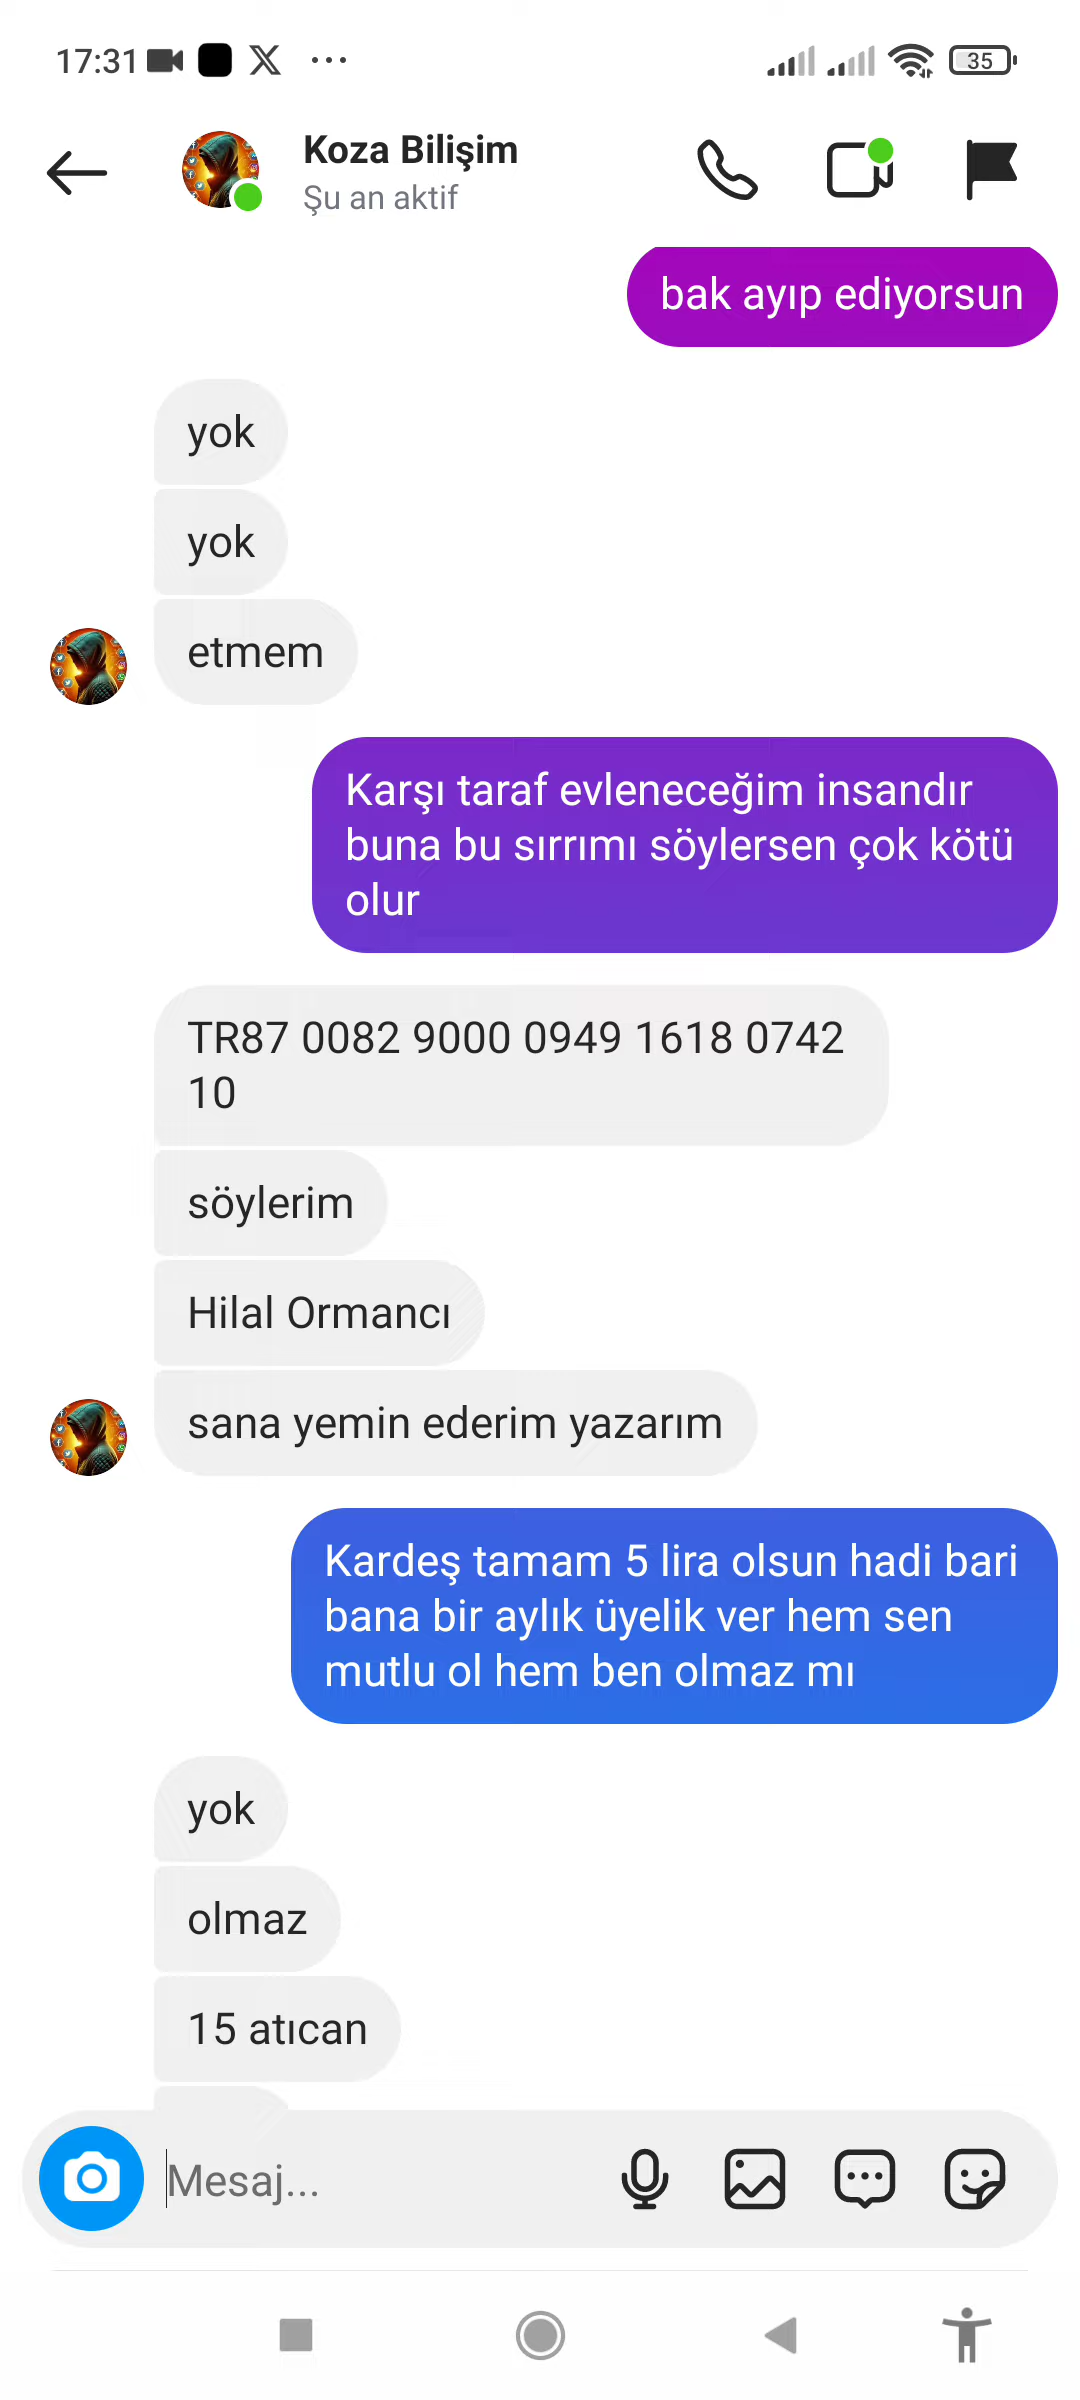 17:31
35
Koza Bilişim
Şu an aktif
bak ayıp ediyorsun
yok
yok
etmem
Karşı taraf evleneceğim insandır
buna bu sırrımı söylersen çok kötü
olur
TR87 0082 9000 0949 1618 0742
10
söylerim
Hilal Ormancı
sana yemin ederim yazarım
Kardeş tamam 5 lira olsun hadi bari
bana bir aylık üyelik ver hem sen
mutlu ol hem ben olmaz mı
yok
olmaz
15 atıcan
Mesaj...